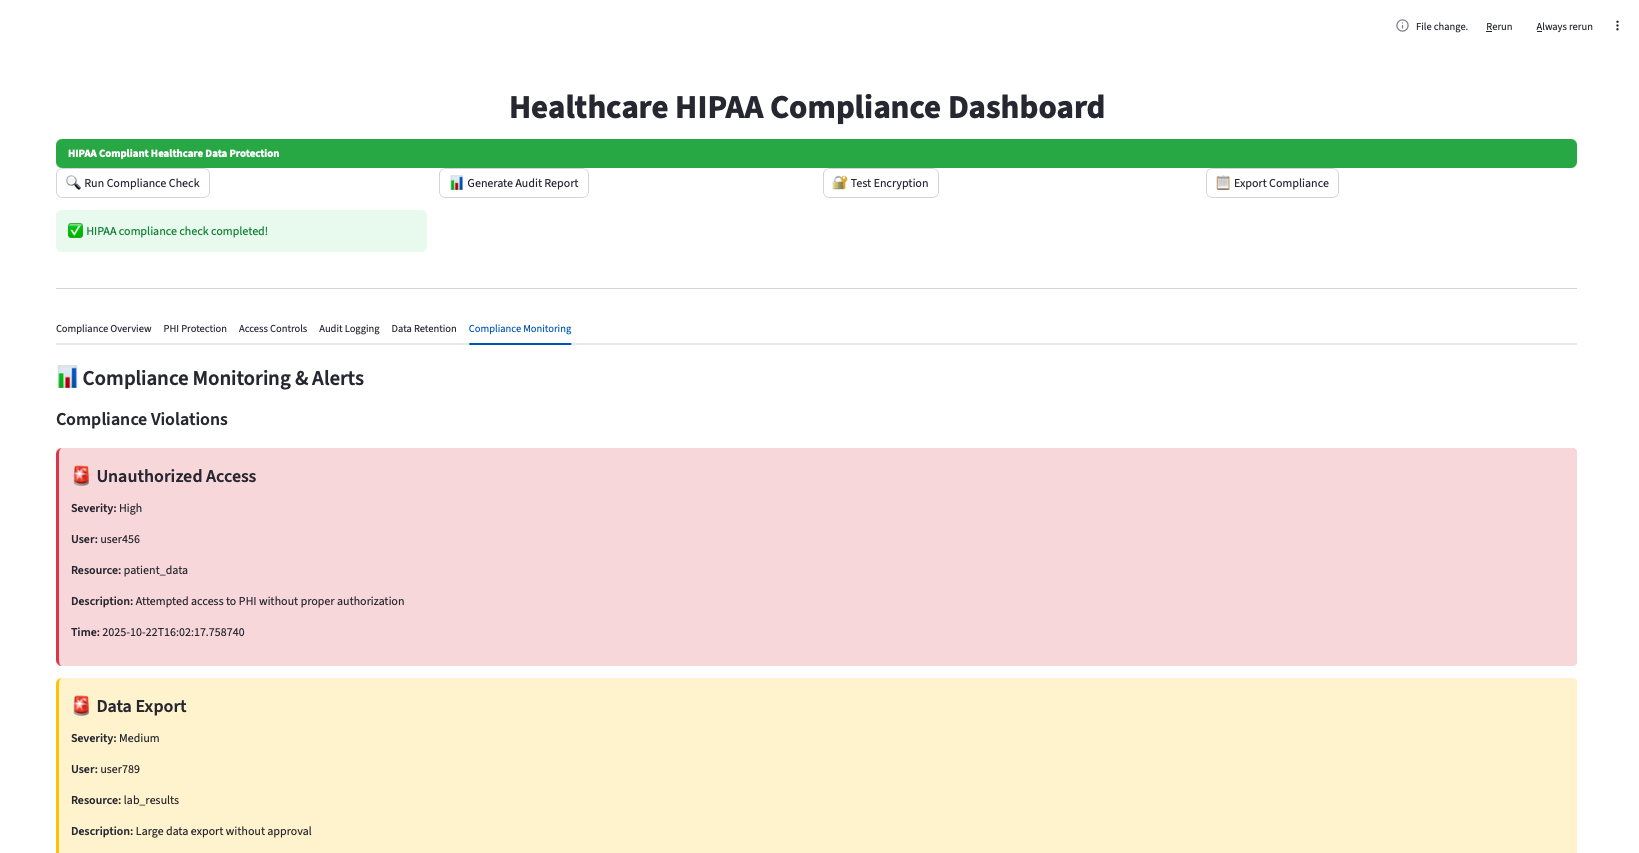 File change. Rerun Always rerun
Healthcare HIPAA Compliance Dashboard
HIPAA Compliant Healthcare Data Protection
🔍 Run Compliance Check
📊 Generate Audit Report
🔐 Test Encryption
📋 Export Compliance
✅ HIPAA compliance check completed!
Compliance Overview PHI Protection Access Controls Audit Logging Data Retention Compliance Monitoring
📊 Compliance Monitoring & Alerts
Compliance Violations
🚨 Unauthorized Access
Severity: High
User: user456
Resource: patient_data
Description: Attempted access to PHI without proper authorization
Time: 2025-10-22T16:02:17.758740
🚨 Data Export
Severity: Medium
User: user789
Resource: lab_results
Description: Large data export without approval